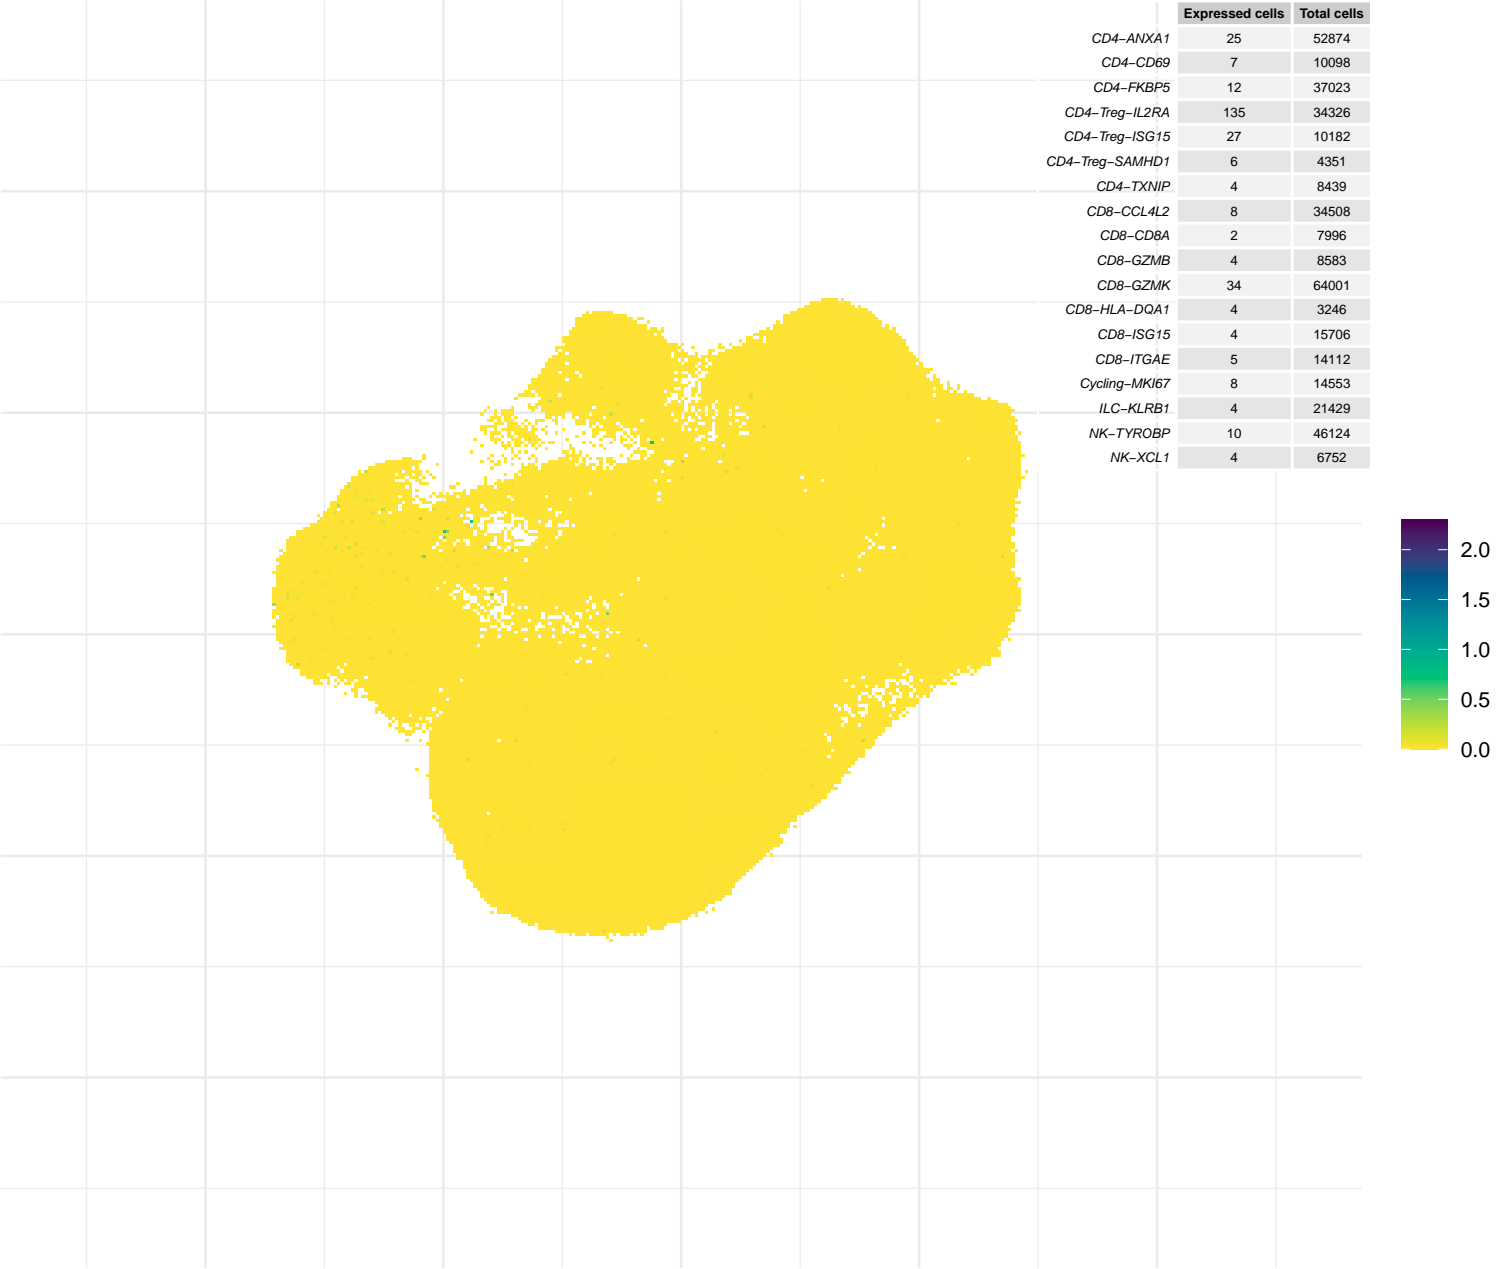 Expressed cells Total cells
CD4−ANXA1 25 52874
CD4−CD69 7 10098
CD4−FKBP5 12 37023
CD4−Treg−IL2RA 135 34326
CD4−Treg−ISG15 27 10182
CD4−Treg−SAMHD1 6 4351
CD4−TXNIP 4 8439
CD8−CCL4L2 8 34508
CD8−CD8A 2 7996
CD8−GZMB 4 8583
CD8−GZMK 34 64001
CD8−HLA−DQA1 4 3246
CD8−ISG15 4 15706
CD8−ITGAE 5 14112
Cycling−MKI67 8 14553
ILC−KLRB1 4 21429
NK−TYROBP 10 46124
NK−XCL1 4 6752
2.0
1.5
1.0
0.5
0.0